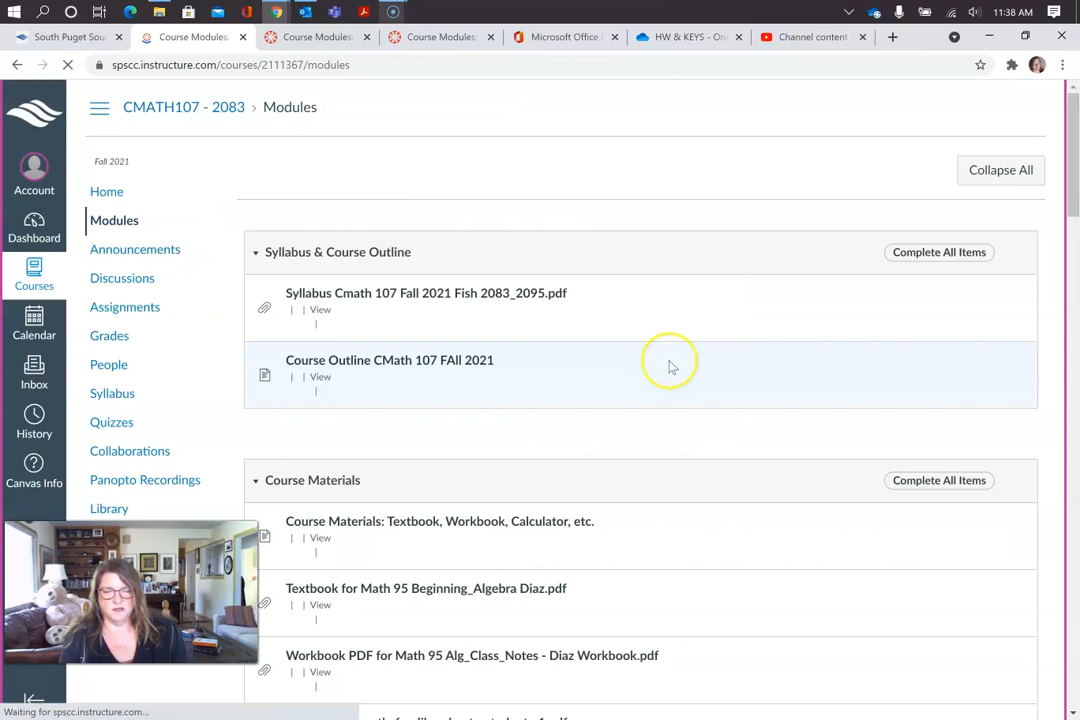 11:38 AM
South Puget Sou
Course Modules:
Course Modules:
Course Modules:
Microsoft Office
HW & KEYS - On
Channel content
spscc.instructure.com/courses/2111367/modules
CMATH107 - 2083 › Modules
Fall 2021
Collapse All
Account
Dashboard
Courses
Calendar
Inbox
History
Canvas Info
Home
Modules
Announcements
Discussions
Assignments
Grades
People
Syllabus
Quizzes
Collaborations
Panopto Recordings
Library
Syllabus & Course Outline
Complete All Items
Syllabus Cmath 107 Fall 2021 Fish 2083_2095.pdf
| | View
|
Course Outline CMath 107 FAll 2021
| | View
|
Course Materials
Complete All Items
Course Materials: Textbook, Workbook, Calculator, etc.
| | View
|
Textbook for Math 95 Beginning_Algebra Diaz.pdf
| | View
|
Workbook PDF for Math 95 Alg_Class_Notes - Diaz Workbook.pdf
| | View
|
Waiting for spscc.instructure.com...